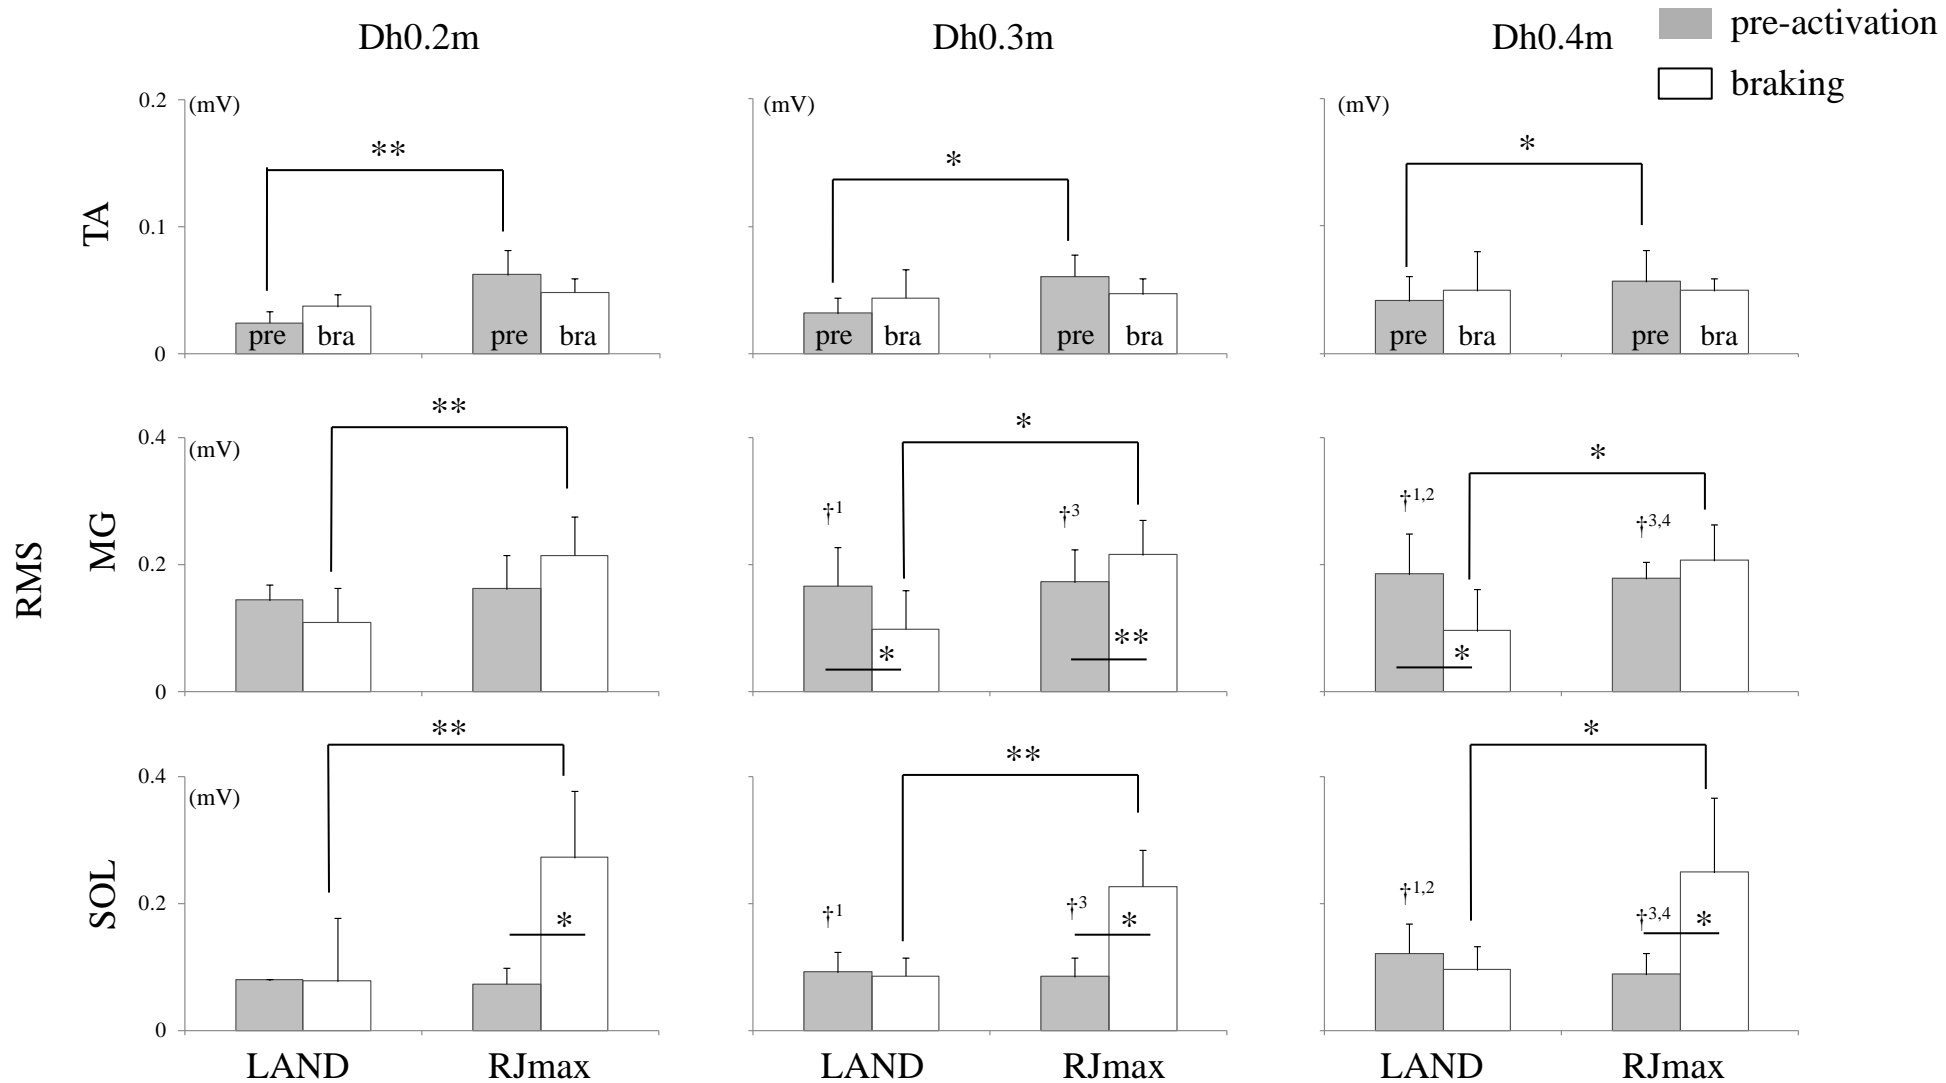 Dh0.2m Dh0.3m Dh0.4m
pre-activation
braking
RMS
TA
0.2 (mV) (mV) (mV)
** * *
0.1
pre bra pre bra pre bra pre bra pre bra pre bra
0
MG
** * *
0.4 (mV)
†1 †3 †1,2 †3,4
0.2
* ** *
0
SOL
** ** *
0.4
(mV)
†1,2
0.2
* †1 †3 * †3,4 *
0
LAND RJmax LAND RJmax LAND RJmax